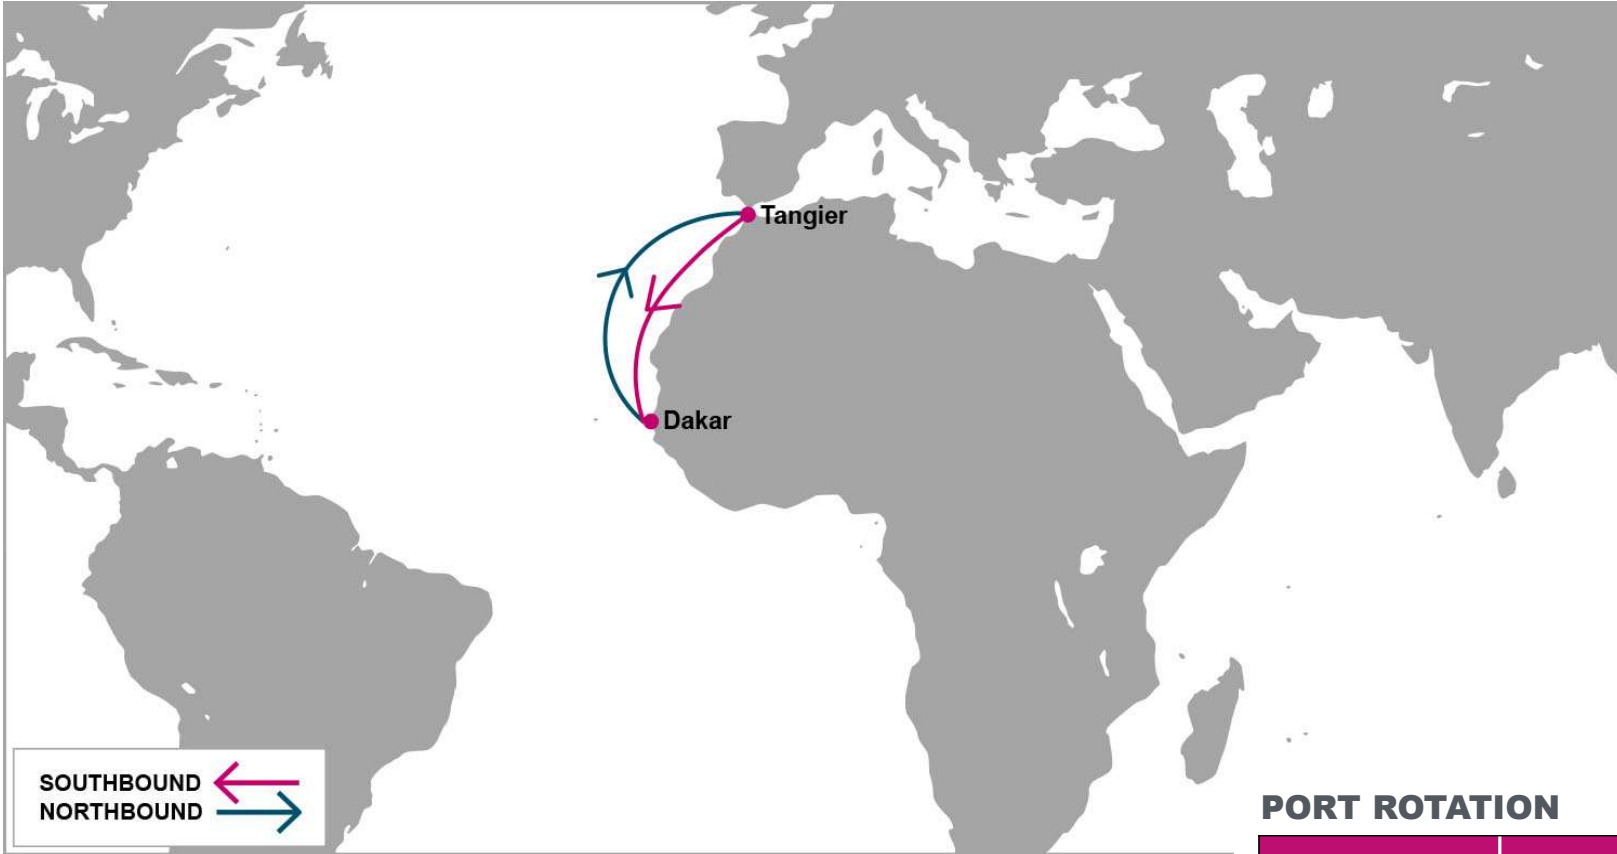 Tangier
Dakar
SOUTHBOUND
NORTHBOUND
PORT ROTATION